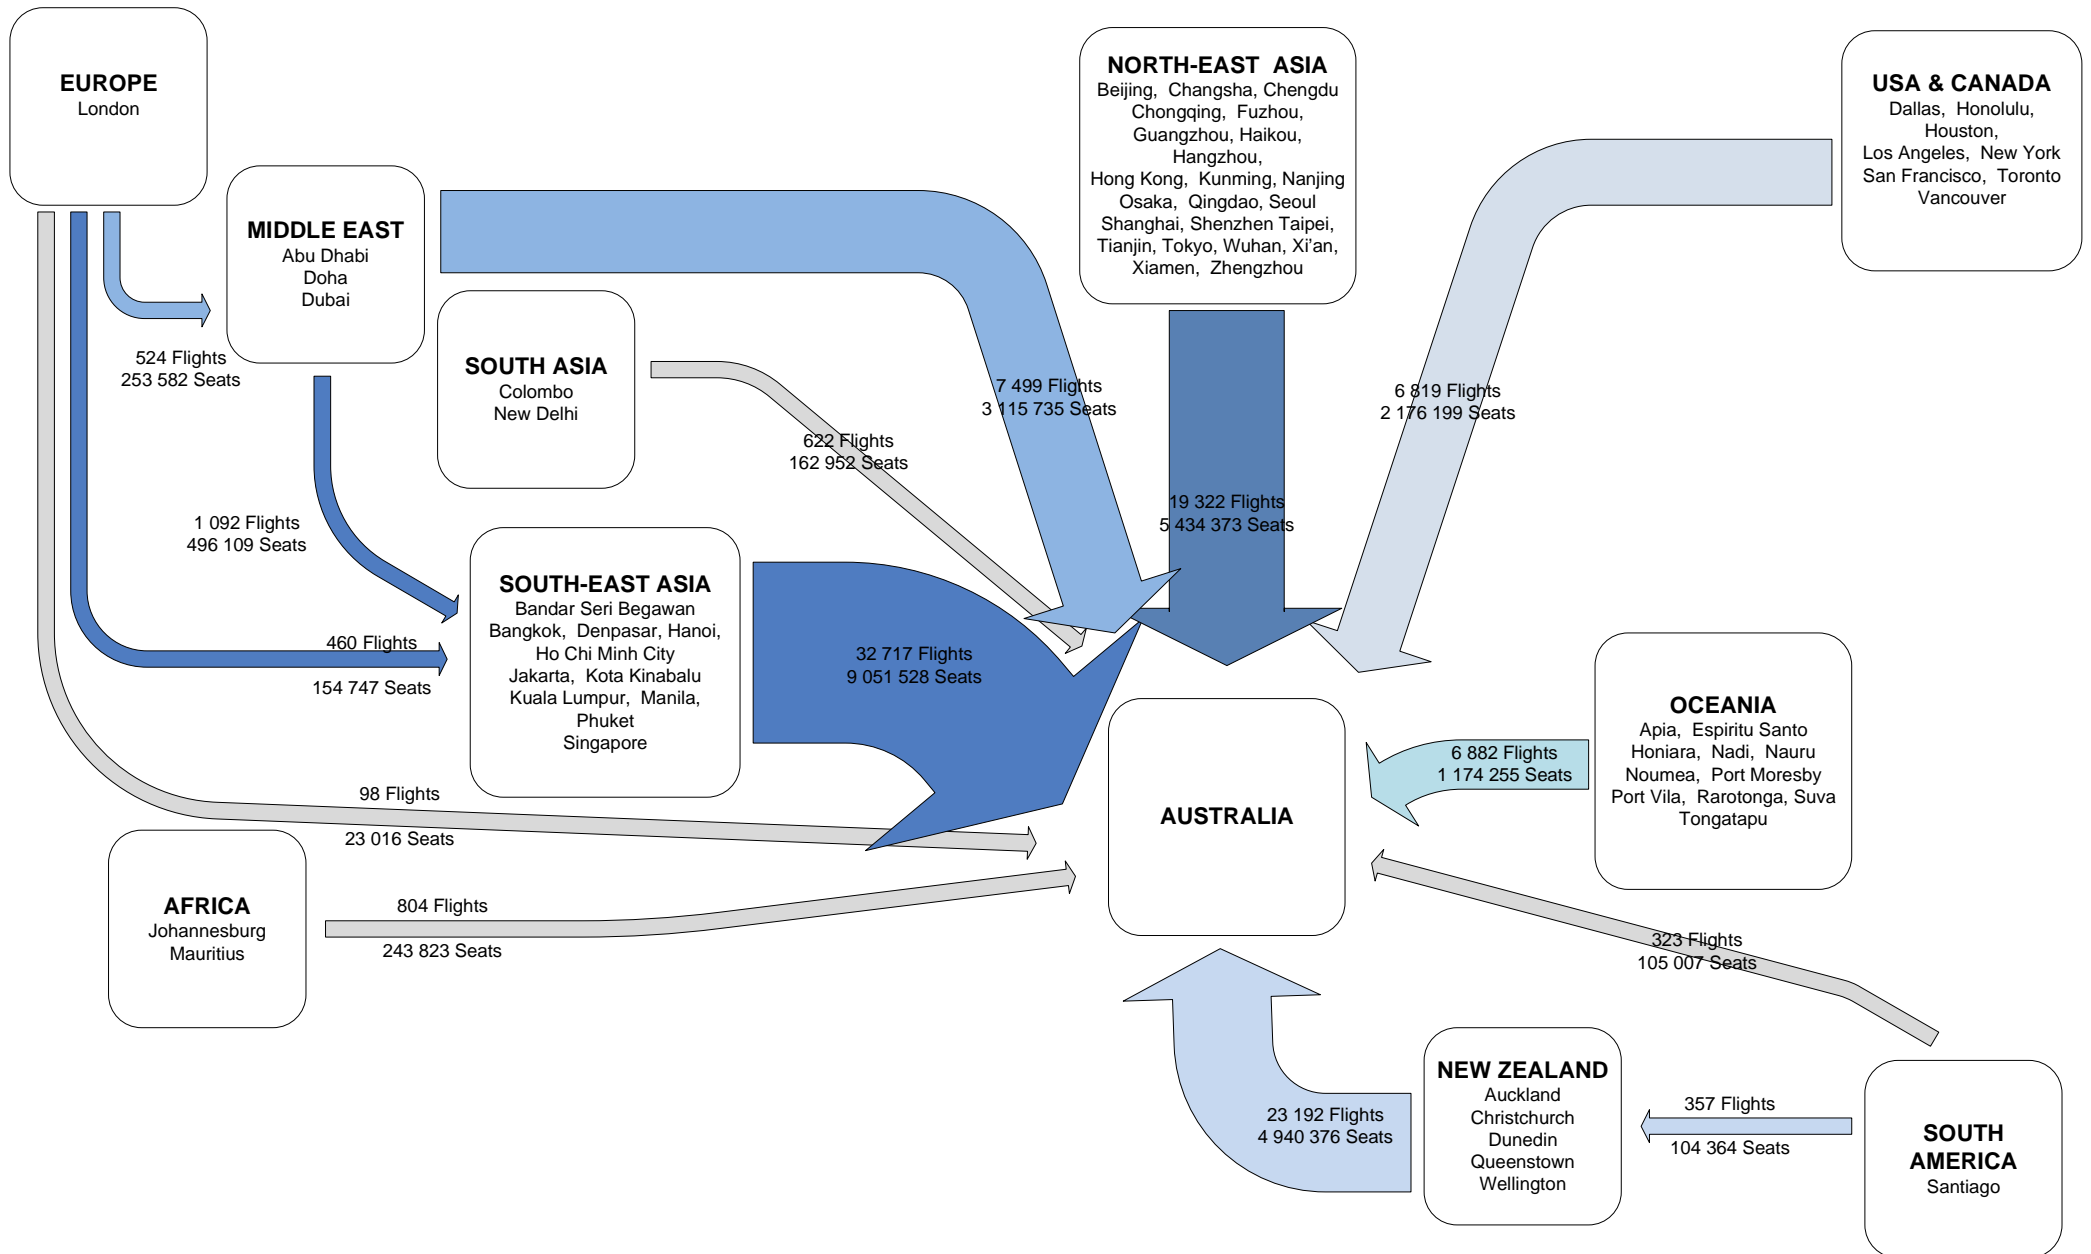 EUROPE
London
MIDDLE EAST
Abu Dhabi
Doha
Dubai
NORTH-EAST  ASIA
Beijing,  Changsha, Chengdu
Chongqing,  Fuzhou,
Guangzhou, Haikou,
Hangzhou,
Hong Kong,  Kunming, Nanjing
Osaka,  Qingdao, Seoul
Shanghai, Shenzhen Taipei,
Tianjin, Tokyo, Wuhan, Xi’an,
Xiamen,  Zhengzhou
USA & CANADA
Dallas,  Honolulu,
Houston,
Los Angeles,  New York
San Francisco,  Toronto
Vancouver
524 Flights
253 582 Seats
SOUTH ASIA
Colombo
New Delhi
7 499 Flights
3 115 735 Seats
6 819 Flights
2 176 199 Seats
622 Flights
162 952 Seats
19 322 Flights
5 434 373 Seats
1 092 Flights
496 109 Seats
SOUTH-EAST ASIA
Bandar Seri Begawan
Bangkok,  Denpasar, Hanoi,
Ho Chi Minh City
Jakarta,  Kota Kinabalu
Kuala Lumpur,  Manila,
Phuket
Singapore
460 Flights
154 747 Seats
32 717 Flights
9 051 528 Seats
OCEANIA
Apia,  Espiritu Santo
Honiara,  Nadi,  Nauru
Noumea,  Port Moresby
Port Vila,  Rarotonga,  Suva
Tongatapu
6 882 Flights
1 174 255 Seats
98 Flights
23 016 Seats
AUSTRALIA
AFRICA
Johannesburg
Mauritius
804 Flights
243 823 Seats
323 Flights
105 007 Seats
NEW ZEALAND
Auckland
Christchurch
Dunedin
Queenstown
Wellington
23 192 Flights
4 940 376 Seats
357 Flights
104 364 Seats
SOUTH
AMERICA
Santiago